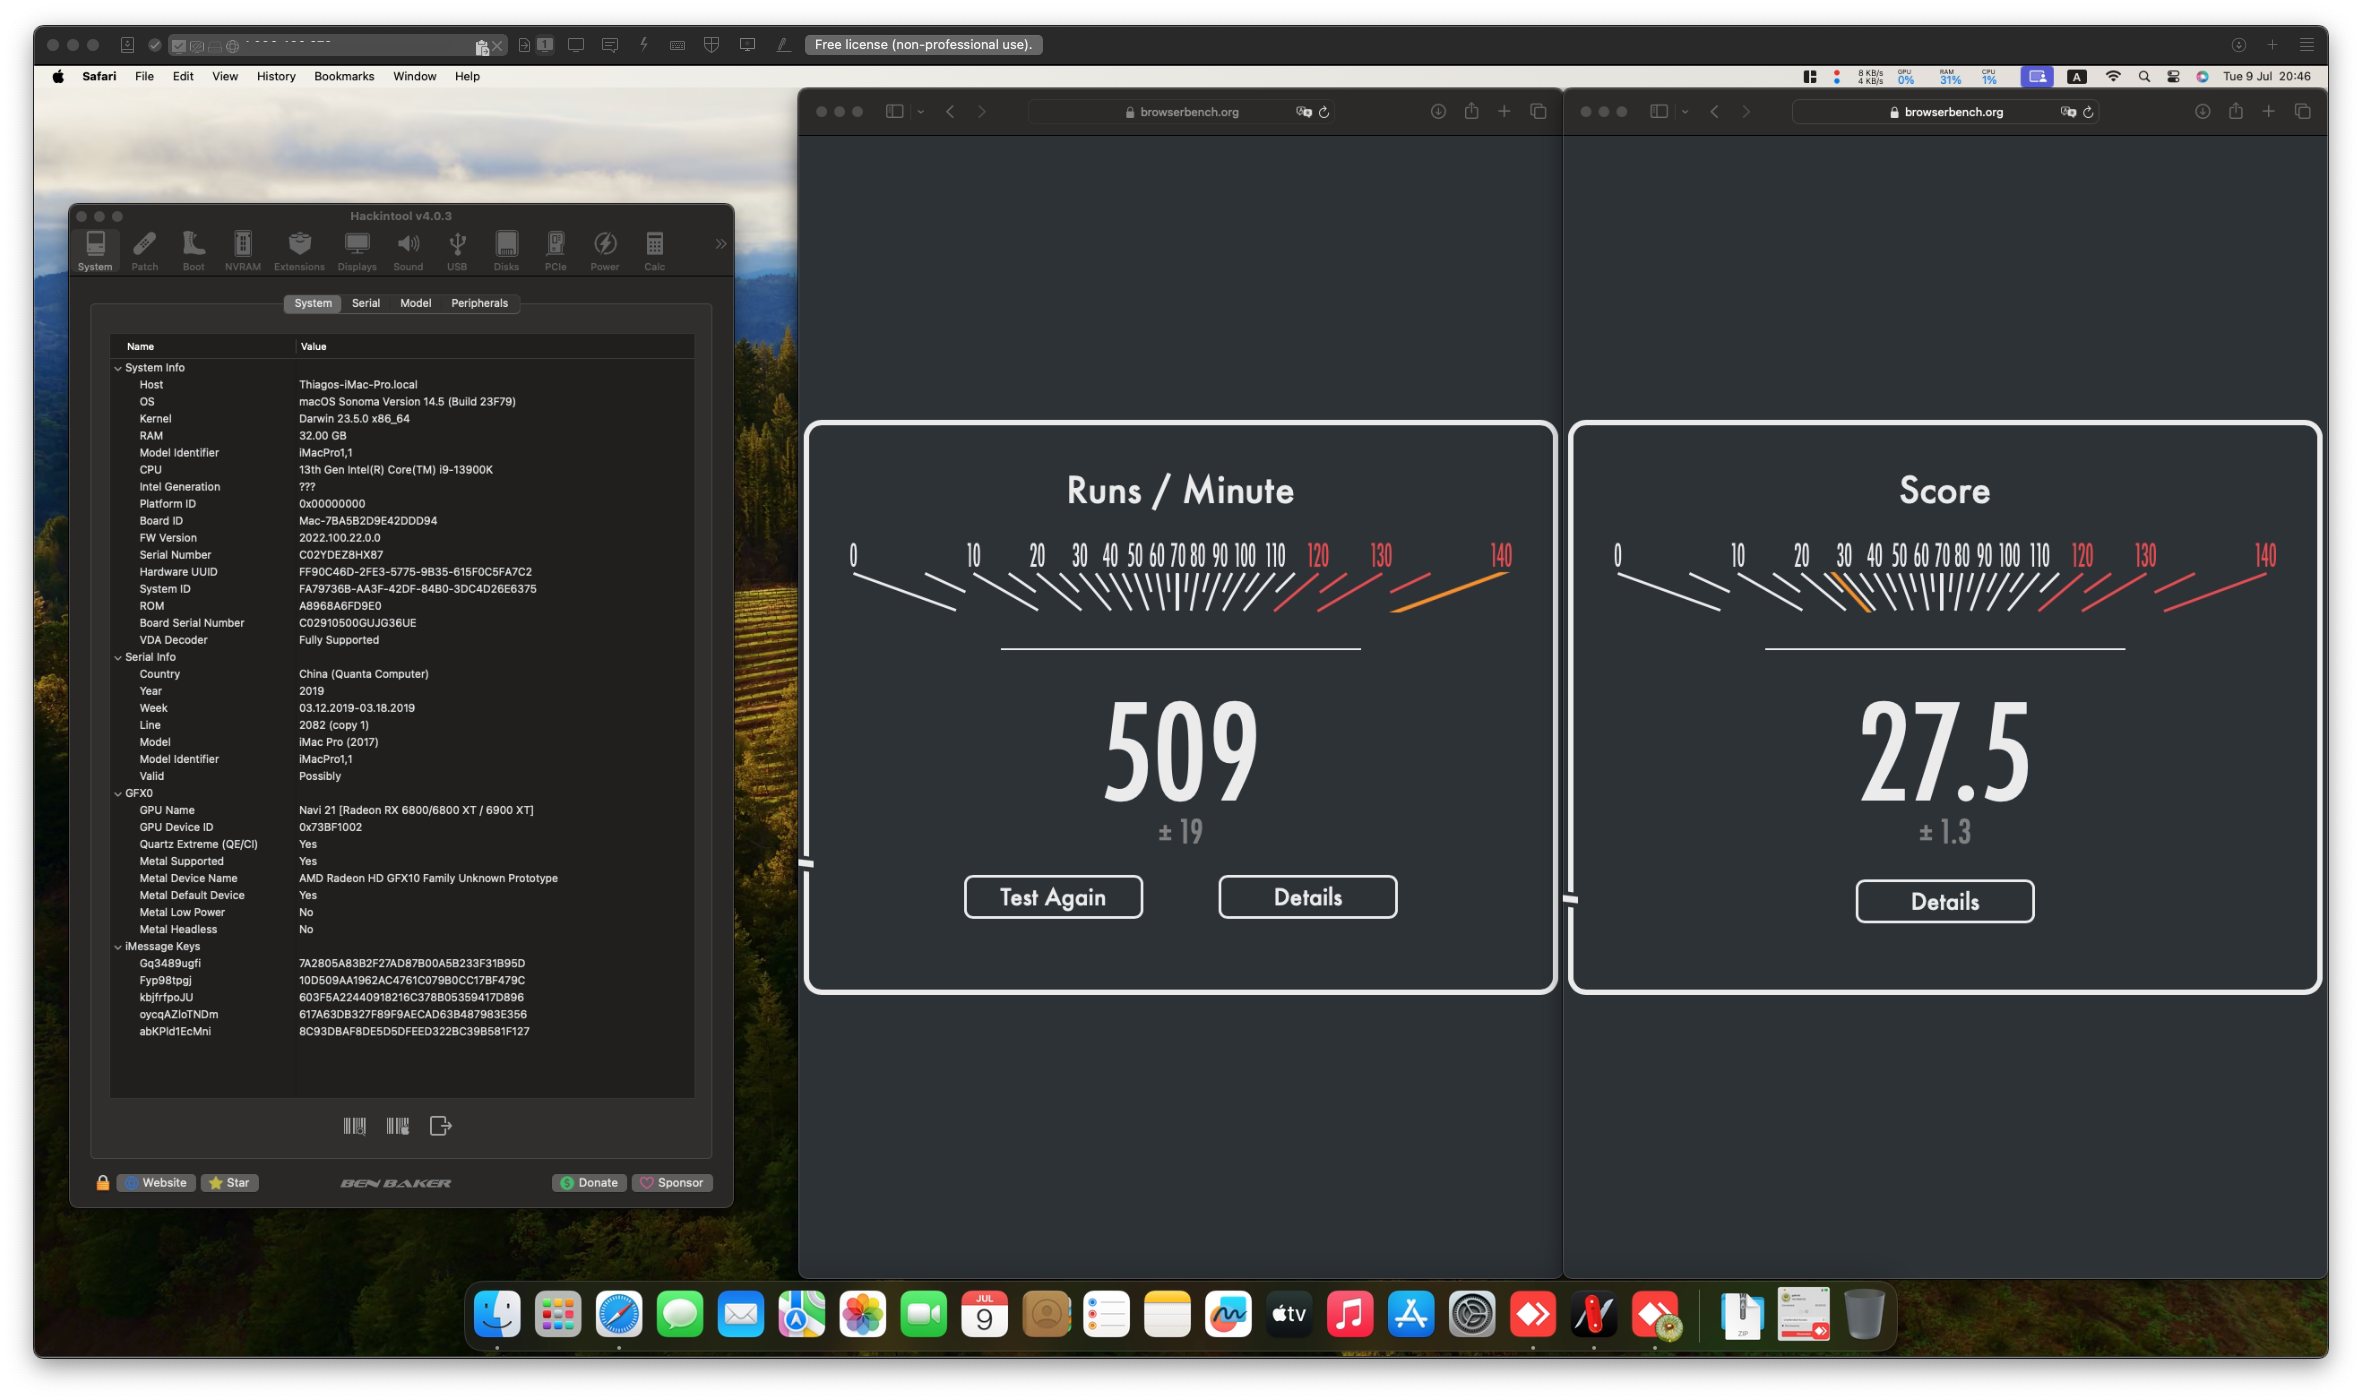 Free license (non-professional use).
Safari File Edit View History Bookmarks Window Help
8 KB/s
4 KB/s
GPU
0%
RAM
31%
CPU
1%
A
Tue 9 Jul 20:46
Hackintool v4.0.3
System Patch Boot NVRAM Extensions Displays Sound USB Disks PCIe Power Calc
System Serial Model Peripherals
Name Value
System Info
Host Thiagos-iMac-Pro.local
OS macOS Sonoma Version 14.5 (Build 23F79)
Kernel Darwin 23.5.0 x86_64
RAM 32.00 GB
Model Identifier iMacPro1,1
CPU 13th Gen Intel(R) Core(TM) i9-13900K
Intel Generation ???
Platform ID 0x00000000
Board ID Mac-7BA5B2D9E42DDD94
FW Version 2022.100.22.0.0
Serial Number C02YDEZ8HX87
Hardware UUID FF90C46D-2FE3-5775-9B35-615F0C5FA7C2
System ID FA79736B-AA3F-42DF-84B0-3DC4D26E6375
ROM A8968A6FD9E0
Board Serial Number C02910500GUJG36UE
VDA Decoder Fully Supported
Serial Info
Country China (Quanta Computer)
Year 2019
Week 03.12.2019-03.18.2019
Line 2082 (copy 1)
Model iMac Pro (2017)
Model Identifier iMacPro1,1
Valid Possibly
GFX0
GPU Name Navi 21 [Radeon RX 6800/6800 XT / 6900 XT]
GPU Device ID 0x73BF1002
Quartz Extreme (QE/CI) Yes
Metal Supported Yes
Metal Device Name AMD Radeon HD GFX10 Family Unknown Prototype
Metal Default Device Yes
Metal Low Power No
Metal Headless No
iMessage Keys
Gq3489ugfi 7A2805A83B2F27AD87B00A5B233F31B95D
Fyp98tpgj 10D509AA1962AC4761C079B0CC17BF479C
kbjfrfpoJU 603F5A22440918216C378B05359417D896
oycqAZloTNDm 617A63DB327F89F9AECAD63B487983E356
abKPld1EcMni 8C93DBAF8DE5D5DFEED322BC39B581F127
Website Star BEN BAKER Donate Sponsor
browserbench.org
Runs / Minute
0 10 20 30 40 50 60 70 80 90 100 110 120 130 140
509
± 19
Test Again Details
browserbench.org
Score
0 10 20 30 40 50 60 70 80 90 100 110 120 130 140
27.5
± 1.3
Details
JUL
9
tv
ZIP